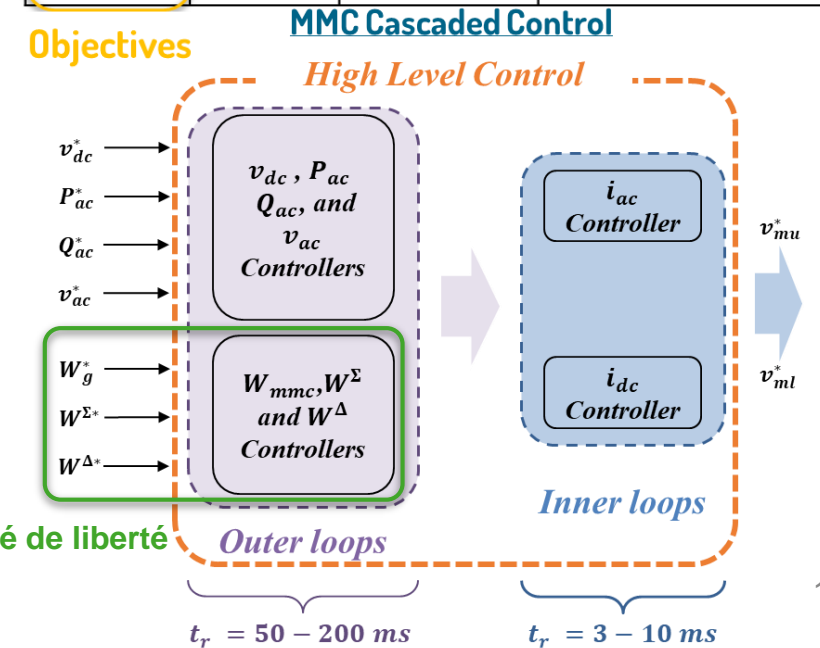 MMC Cascaded Control
Objectives
High Level Control
v*dc
P*ac
Q*ac
v*ac
W*g
WΣ*
WΔ*
vdc , Pac
Qac, and
vac
Controllers
Wmmc,WΣ
and WΔ
Controllers
iac
Controller
idc
Controller
v*mu
v*ml
Inner loops
é de liberté
Outer loops
tr = 50 − 200 ms
tr = 3 − 10 ms